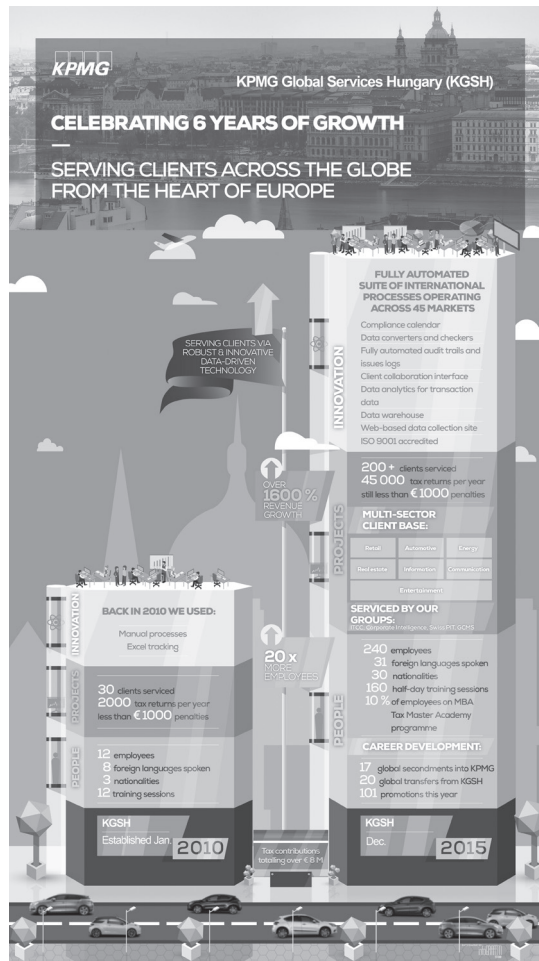 KPMG
KPMG Global Services Hungary (KGSH)
CELEBRATING 6 YEARS OF GROWTH
SERVING CLIENTS ACROSS THE GLOBE
FROM THE HEART OF EUROPE
SERVING CLIENTS VIA
ROBUST & INNOVATIVE
DATA-DRIVEN
TECHNOLOGY
OVER
1600 %
REVENUE
GROWTH
20 x
MORE
EMPLOYEES
Tax contributions
totalling over € 8 M
INNOVATION
BACK IN 2010 WE USED:
Manual processes
Excel tracking
PROJECTS
30 clients serviced
2000 tax returns per year
less than €1000 penalties
PEOPLE
12 employees
8 foreign languages spoken
3 nationalities
12 training sessions
KGSH
Established Jan. 2010
INNOVATION
FULLY AUTOMATED
SUITE OF INTERNATIONAL
PROCESSES OPERATING
ACROSS 45 MARKETS
Compliance calendar
Data converters and checkers
Fully automated audit trails and
issues logs
Client collaboration interface
Data analytics for transaction
data
Data warehouse
Web-based data collection site
ISO 9001 accredited
PROJECTS
200+ clients serviced
45 000 tax returns per year
still less than €1000 penalties
MULTI-SECTOR
CLIENT BASE:
Retail Automotive Energy
Real estate Information Communication
Entertainment
SERVICED BY OUR
GROUPS:
Corporate Intelligence, Swiss PIT, GCMS
PEOPLE
240 employees
31 foreign languages spoken
30 nationalities
160 half-day training sessions
10 % of employees on MBA
Tax Master Academy
programme
CAREER DEVELOPMENT:
17 global secondments into KPMG
20 global transfers from KGSH
101 promotions this year
KGSH
Dec. 2015